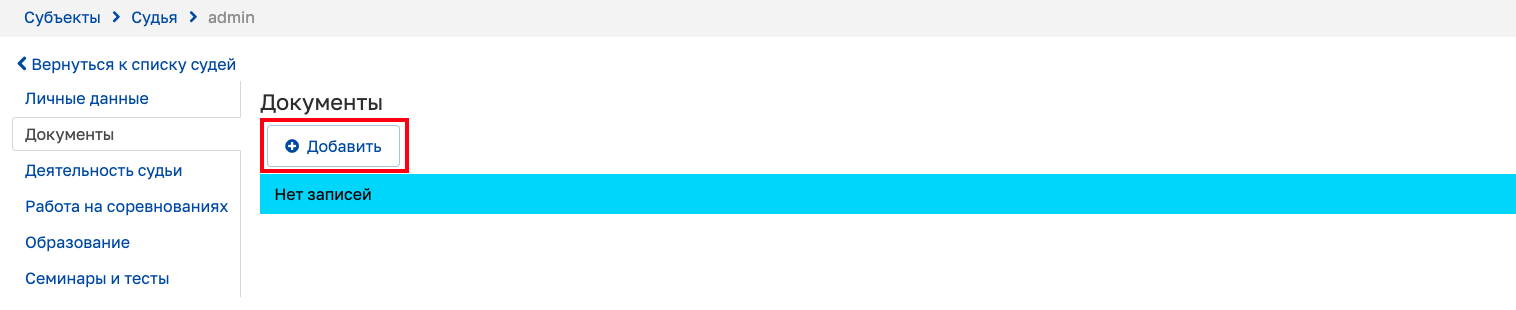 Субъекты Судья admin
Вернуться к списку судей
Личные данные
Документы
Деятельность судьи
Работа на соревнованиях
Образование
Семинары и тесты
Документы
Добавить
Нет записей